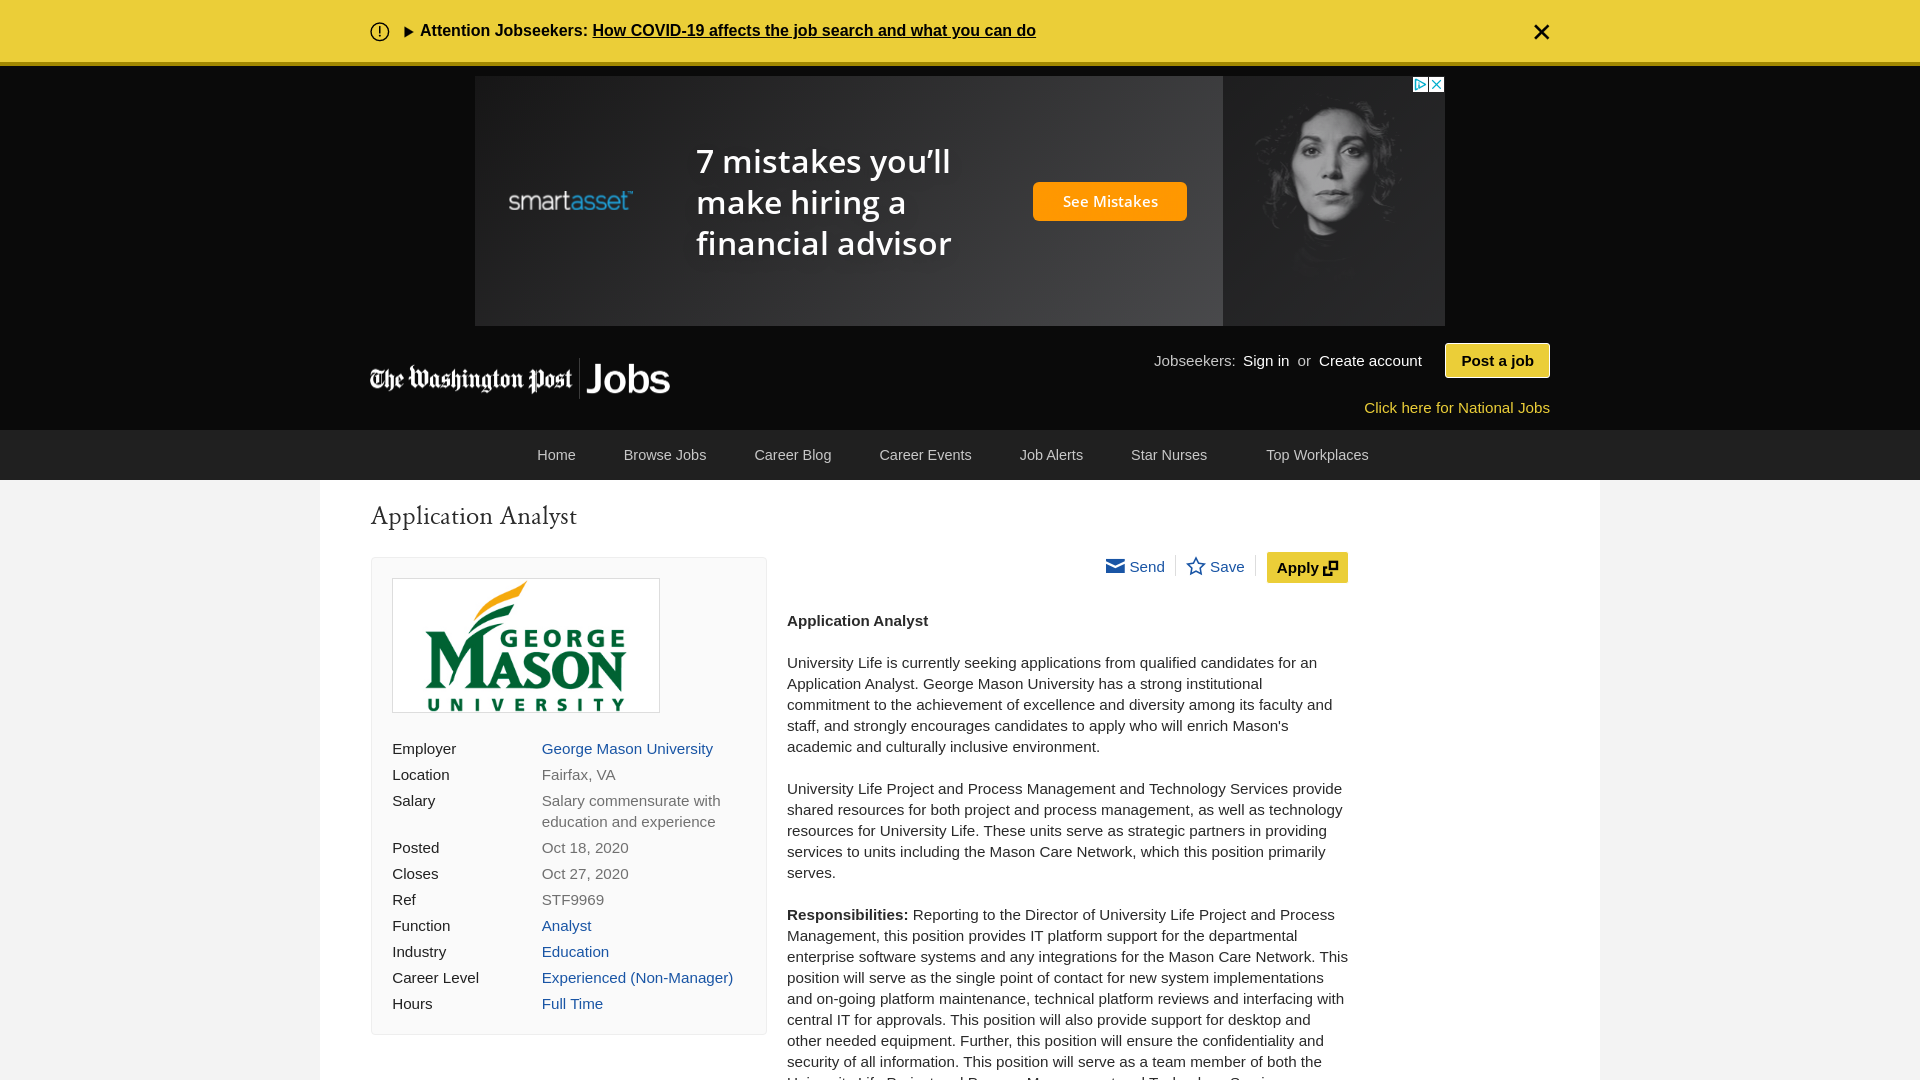 Attention Jobseekers: How COVID-19 affects the job search and what you can do
7 mistakes you’ll
make hiring a
financial advisor
smartasset™
See Mistakes
The Washington Post Jobs
Jobseekers: Sign in or Create account
Post a job
Click here for National Jobs
Home Browse Jobs Career Blog Career Events Job Alerts Star Nurses Top Workplaces
Application Analyst
Send Save Apply
GEORGE
MASON
UNIVERSITY
Employer George Mason University
Location Fairfax, VA
Salary Salary commensurate with
education and experience
Posted Oct 18, 2020
Closes Oct 27, 2020
Ref STF9969
Function Analyst
Industry Education
Career Level Experienced (Non-Manager)
Hours Full Time
Application Analyst
University Life is currently seeking applications from qualified candidates for an
Application Analyst. George Mason University has a strong institutional
commitment to the achievement of excellence and diversity among its faculty and
staff, and strongly encourages candidates to apply who will enrich Mason's
academic and culturally inclusive environment.
University Life Project and Process Management and Technology Services provide
shared resources for both project and process management, as well as technology
resources for University Life. These units serve as strategic partners in providing
services to units including the Mason Care Network, which this position primarily
serves.
Responsibilities: Reporting to the Director of University Life Project and Process
Management, this position provides IT platform support for the departmental
enterprise software systems and any integrations for the Mason Care Network. This
position will serve as the single point of contact for new system implementations
and on-going platform maintenance, technical platform reviews and interfacing with
central IT for approvals. This position will also provide support for desktop and
other needed equipment. Further, this position will ensure the confidentiality and
security of all information. This position will serve as a team member of both the